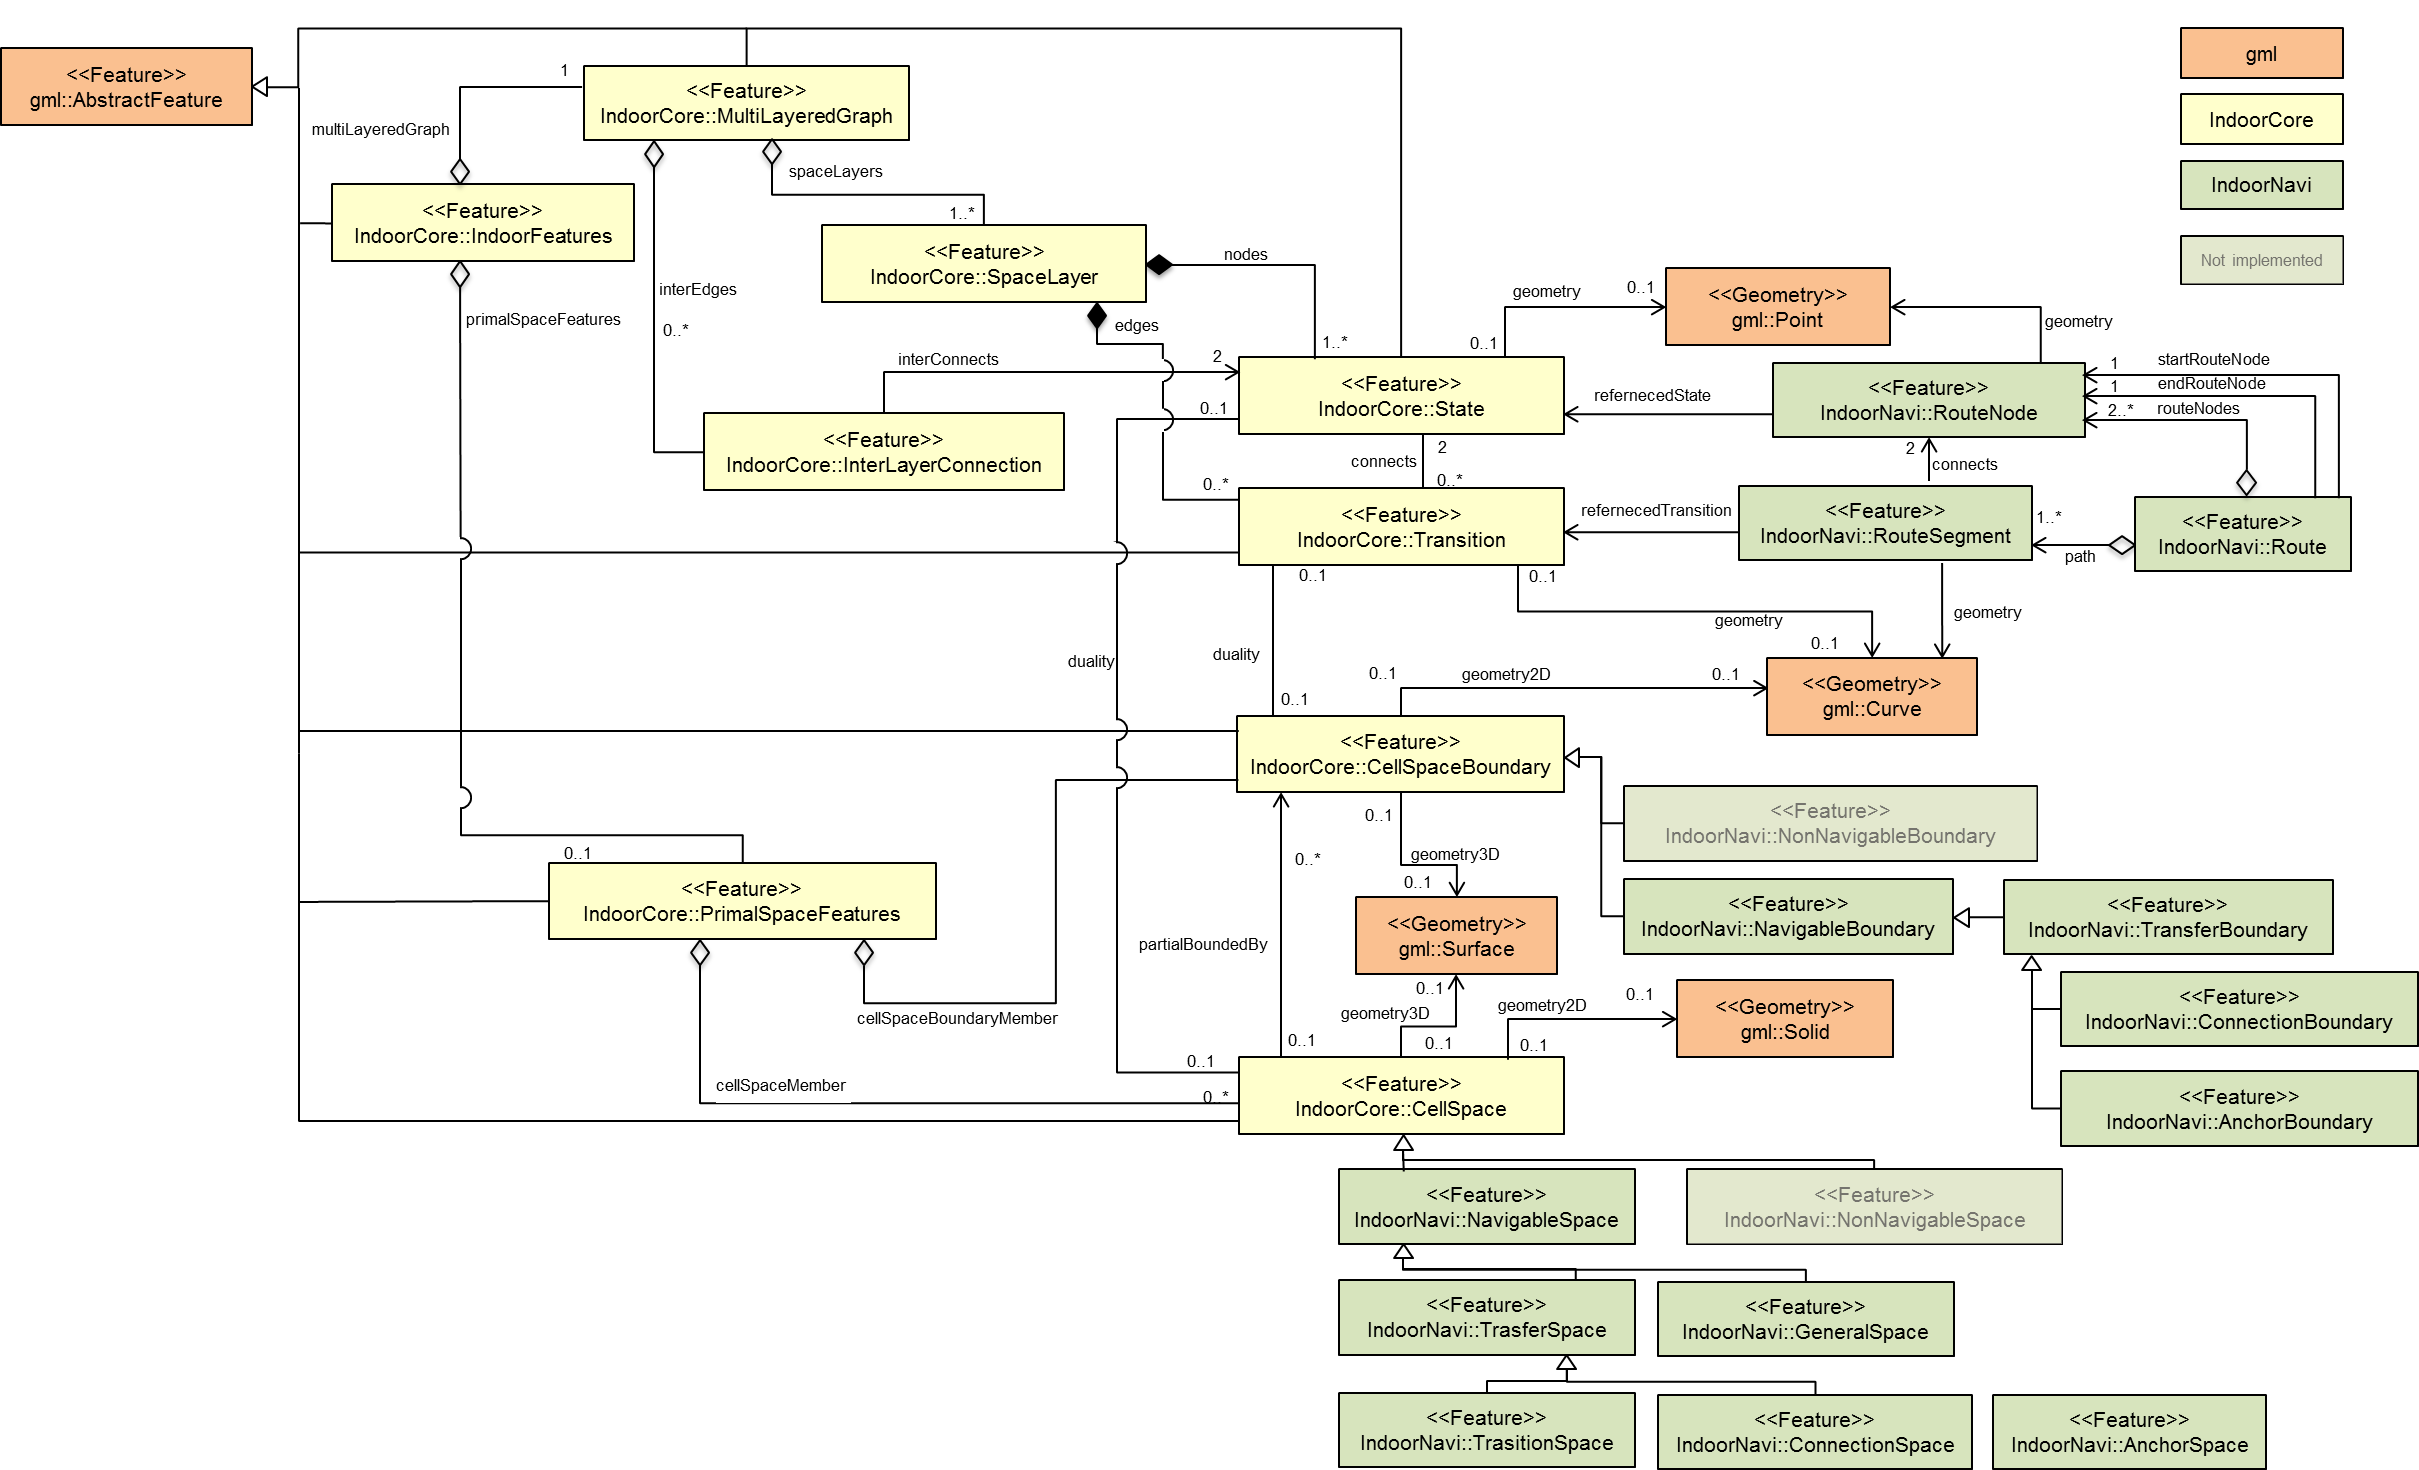 <<Feature>>
gml::AbstractFeature
1
<<Feature>>
IndoorCore::MultiLayeredGraph
gml
IndoorCore
IndoorNavi
Not implemented
multiLayeredGraph
spaceLayers
1..*
<<Feature>>
IndoorCore::IndoorFeatures
<<Feature>>
IndoorCore::SpaceLayer
nodes
interEdges
0..*
primalSpaceFeatures
edges
1..*
geometry
0..1
0..1
<<Geometry>>
gml::Point
geometry
interConnects
2
<<Feature>>
IndoorCore::State
0..1
refernecedState
<<Feature>>
IndoorNavi::RouteNode
1
startRouteNode
1
endRouteNode
2..*
routeNodes
<<Feature>>
IndoorCore::InterLayerConnection
2
connects
0..*
2
connects
0..*
<<Feature>>
IndoorCore::Transition
refernecedTransition
<<Feature>>
IndoorNavi::RouteSegment
1..*
path
<<Feature>>
IndoorNavi::Route
0..1
0..1
geometry
0..1
geometry
duality
duality
0..1
0..1
geometry2D
0..1
<<Geometry>>
gml::Curve
<<Feature>>
IndoorCore::CellSpaceBoundary
<<Feature>>
IndoorNavi::NonNavigableBoundary
0..1
geometry3D
0..1
0..*
0..1
<<Feature>>
IndoorCore::PrimalSpaceFeatures
<<Feature>>
IndoorNavi::NavigableBoundary
<<Feature>>
IndoorNavi::TransferBoundary
<<Geometry>>
gml::Surface
partialBoundedBy
0..1
geometry3D
0..1
geometry2D
0..1
0..1
<<Geometry>>
gml::Solid
<<Feature>>
IndoorNavi::ConnectionBoundary
cellSpaceBoundaryMember
0..1
0..1
cellSpaceMember
0..*
<<Feature>>
IndoorCore::CellSpace
<<Feature>>
IndoorNavi::AnchorBoundary
<<Feature>>
IndoorNavi::NavigableSpace
<<Feature>>
IndoorNavi::NonNavigableSpace
<<Feature>>
IndoorNavi::TrasferSpace
<<Feature>>
IndoorNavi::GeneralSpace
<<Feature>>
IndoorNavi::TrasitionSpace
<<Feature>>
IndoorNavi::ConnectionSpace
<<Feature>>
IndoorNavi::AnchorSpace